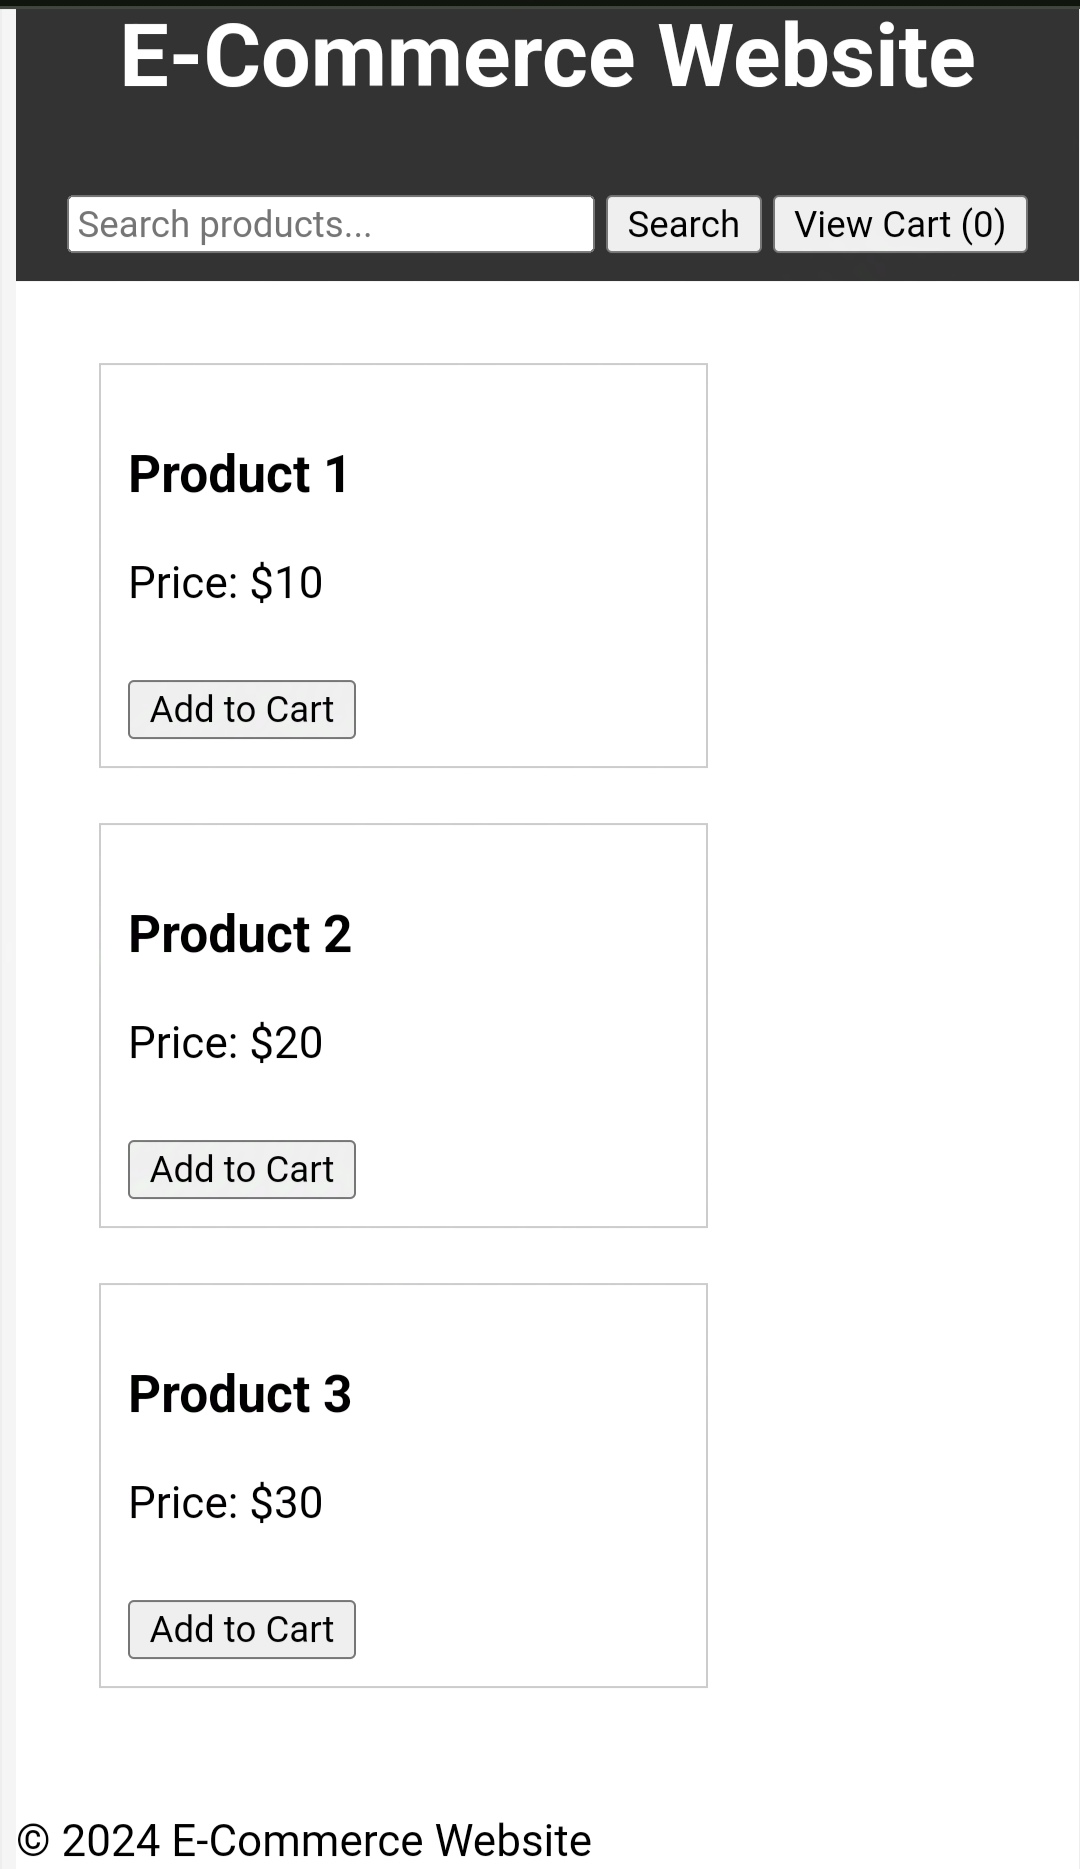 E-Commerce Website
Search products... Search View Cart (0)
Product 1
Price: $10
Add to Cart
Product 2
Price: $20
Add to Cart
Product 3
Price: $30
Add to Cart
© 2024 E-Commerce Website